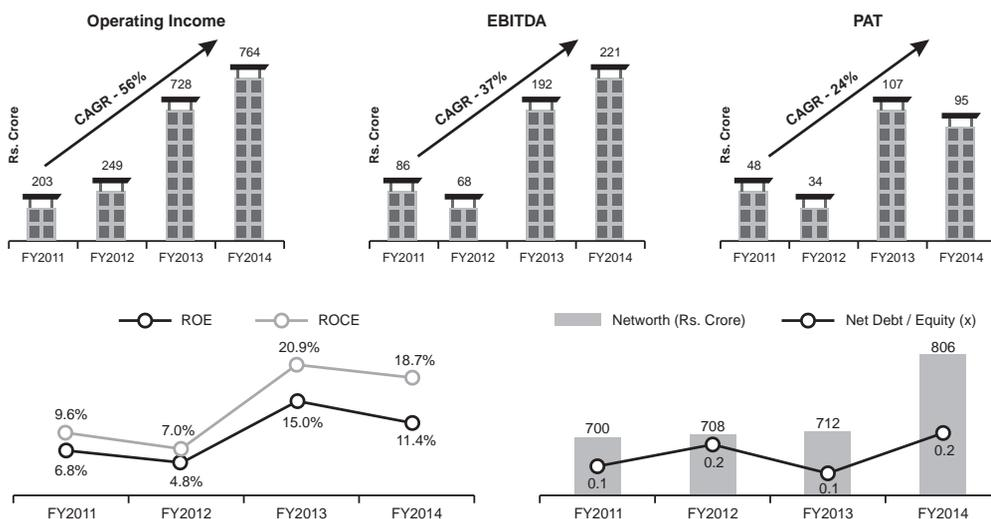 Operating Income
Rs. Crore
CAGR - 56%
203
249
728
764
FY2011 FY2012 FY2013 FY2014
EBITDA
Rs. Crore
CAGR - 37%
86
68
192
221
FY2011 FY2012 FY2013 FY2014
PAT
Rs. Crore
CAGR - 24%
48
34
107
95
FY2011 FY2012 FY2013 FY2014
ROE ROCE
9.6%
7.0%
20.9%
18.7%
6.8%
4.8%
15.0%
11.4%
FY2011 FY2012 FY2013 FY2014
Networth (Rs. Crore) Net Debt / Equity (x)
700
708
712
806
0.1
0.2
0.1
0.2
FY2011 FY2012 FY2013 FY2014